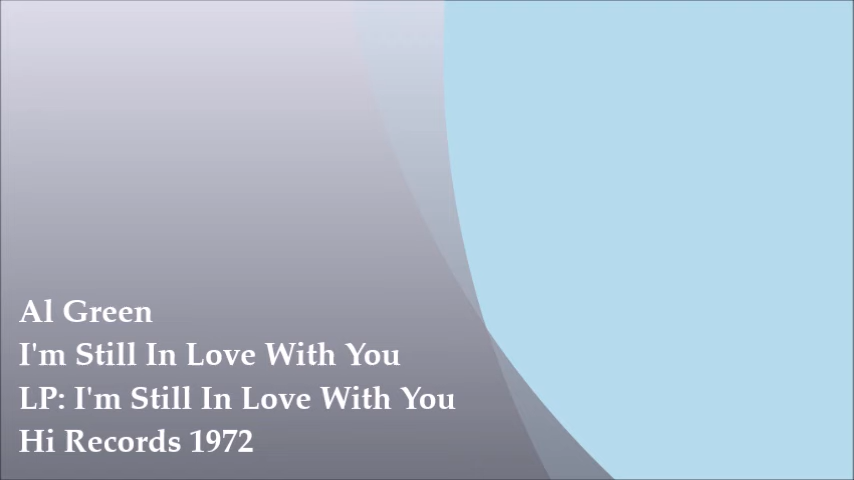 Al Green
I'm Still In Love With You
LP: I'm Still In Love With You
Hi Records 1972